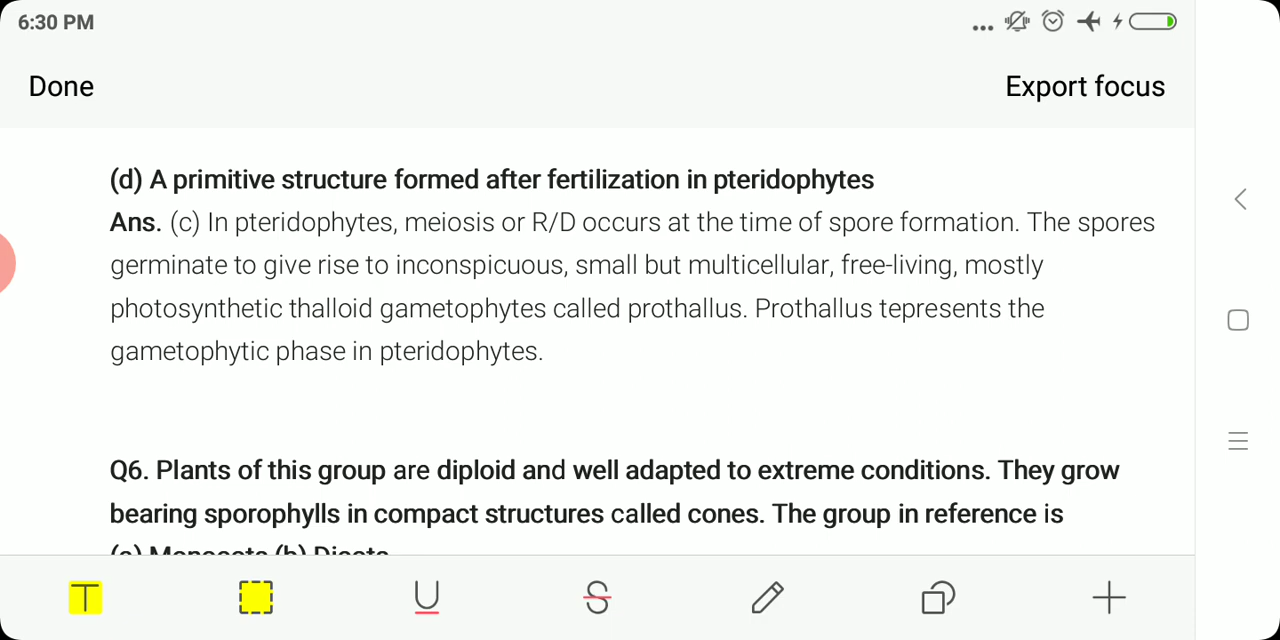 6:30 PM
Done
Export focus
(d) A primitive structure formed after fertilization in pteridophytes
Ans. (c) In pteridophytes, meiosis or R/D occurs at the time of spore formation. The spores
germinate to give rise to inconspicuous, small but multicellular, free-living, mostly
photosynthetic thalloid gametophytes called prothallus. Prothallus tepresents the
gametophytic phase in pteridophytes.
Q6. Plants of this group are diploid and well adapted to extreme conditions. They grow
bearing sporophylls in compact structures called cones. The group in reference is
(a) Monocots (b) Dicots
T
U
S